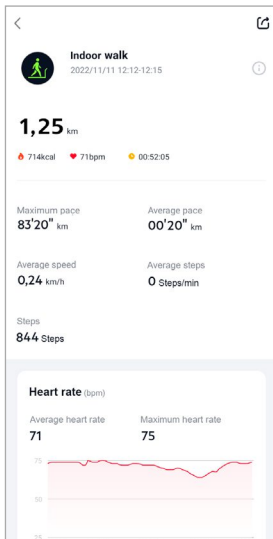 Indoor walk
2022/11/11 12:12-12:15
1,25 km
714kcal 71bpm 00:52:05
Maximum pace Average pace
83'20" km 00'20" km
Average speed Average steps
0,24 km/h 0 Steps/min
Steps
844 Steps
Heart rate (bpm)
Average heart rate Maximum heart rate
71 75
75
50
25